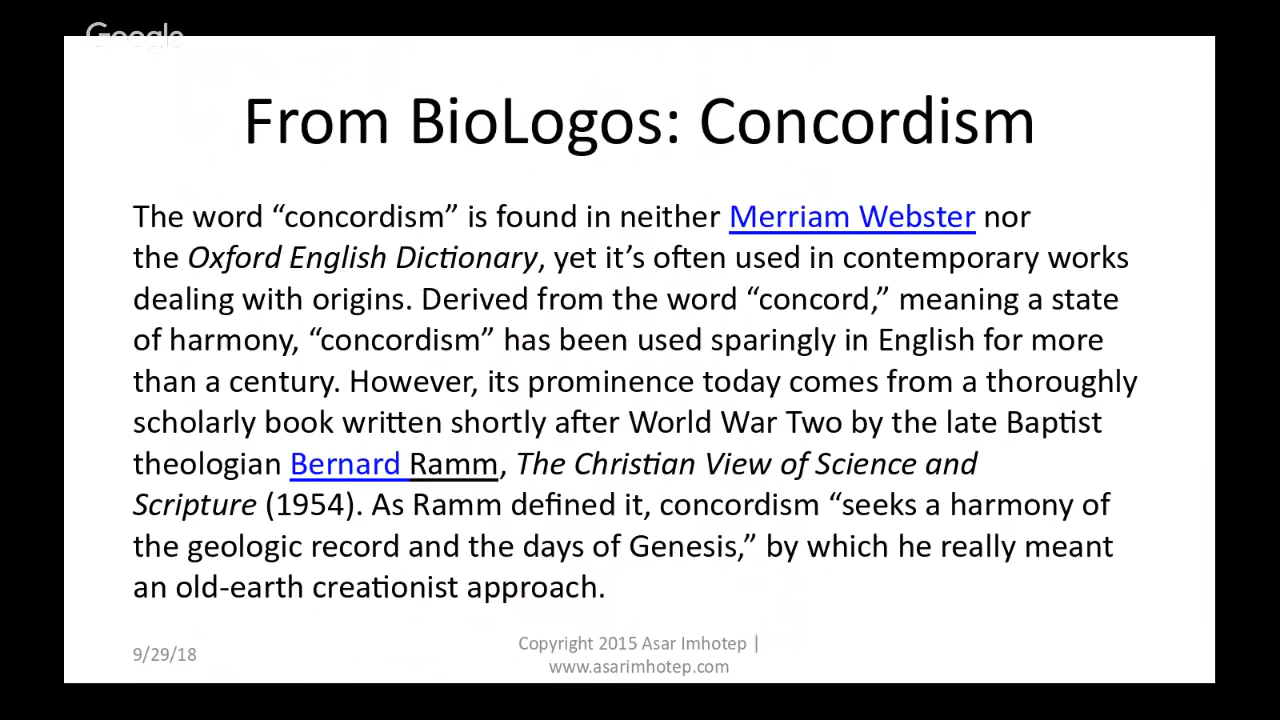 Google
From BioLogos: Concordism
The word “concordism” is found in neither Merriam Webster nor
the Oxford English Dictionary, yet it’s often used in contemporary works
dealing with origins. Derived from the word “concord,” meaning a state
of harmony, “concordism” has been used sparingly in English for more
than a century. However, its prominence today comes from a thoroughly
scholarly book written shortly after World War Two by the late Baptist
theologian Bernard Ramm, The Christian View of Science and
Scripture (1954). As Ramm defined it, concordism “seeks a harmony of
the geologic record and the days of Genesis,” by which he really meant
an old-earth creationist approach.
9/29/18
Copyright 2015 Asar Imhotep |
www.asarimhotep.com